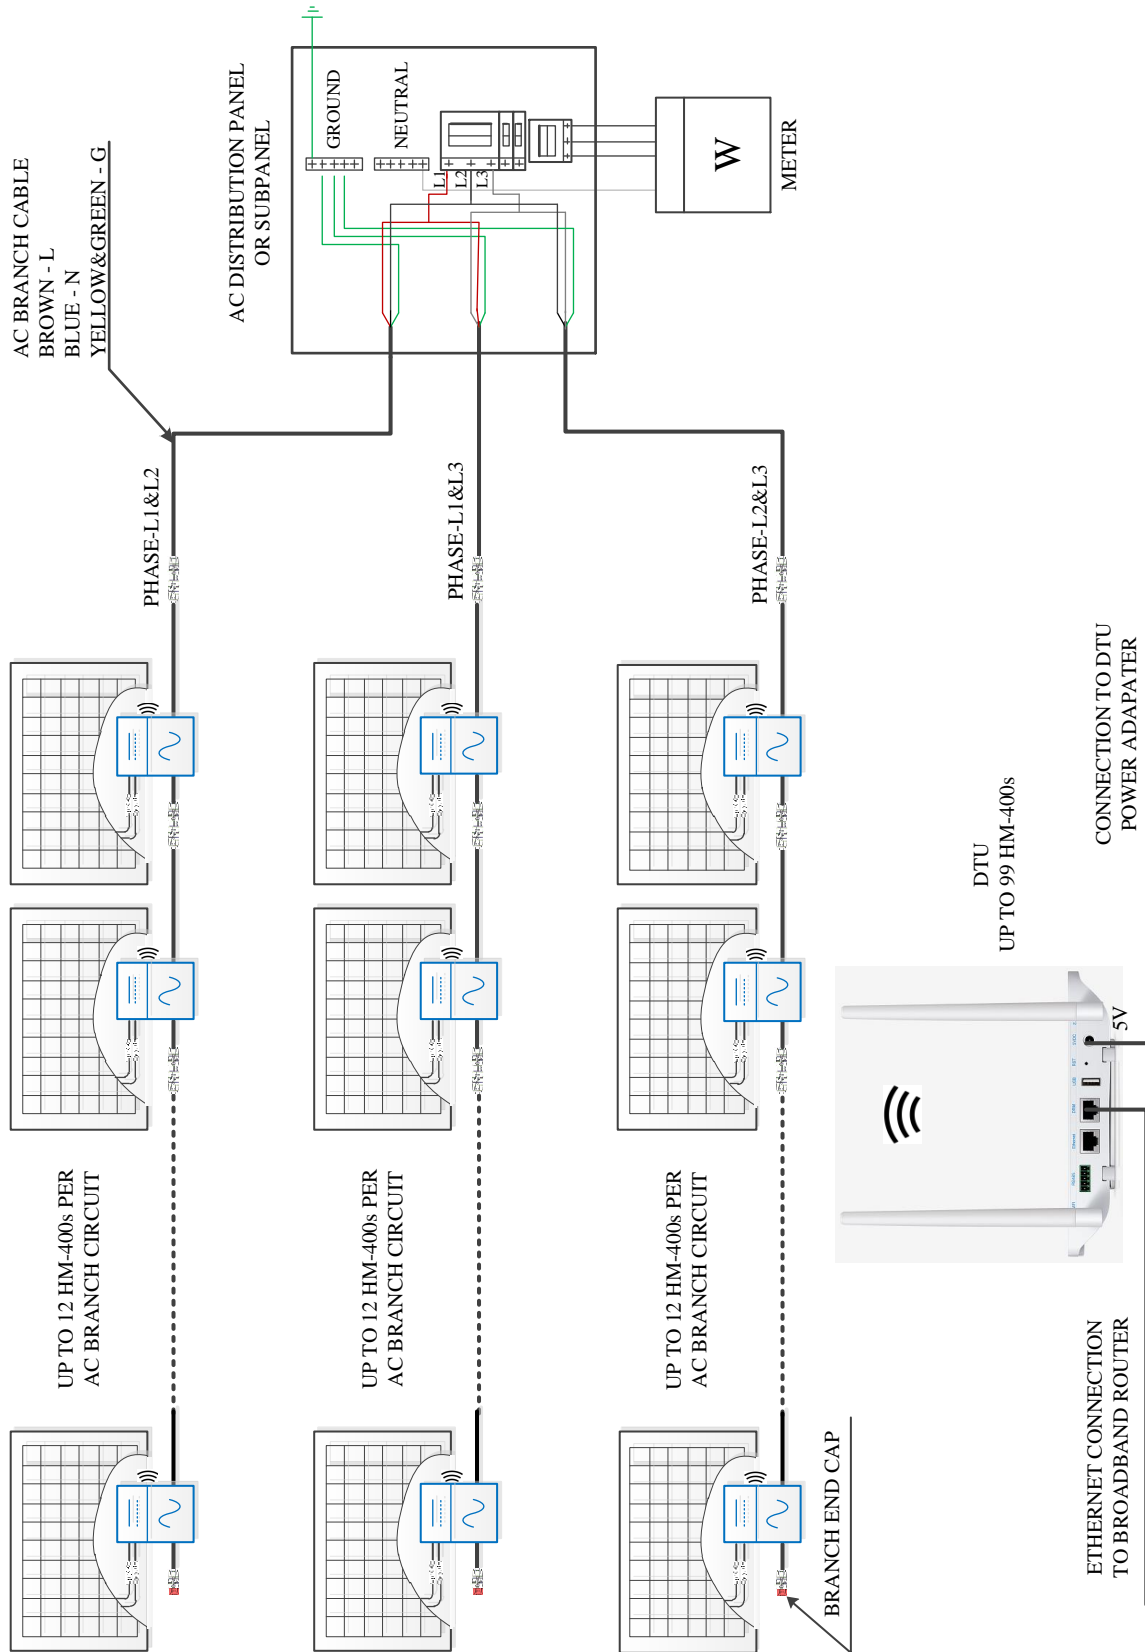 AC BRANCH CABLE
BROWN - L
BLUE - N
YELLOW&GREEN - G
AC DISTRIBUTION PANEL
OR SUBPANEL
GROUND
NEUTRAL
L1
L2
L3
W
METER
PHASE-L1&L2
PHASE-L1&L3
PHASE-L2&L3
UP TO 12 HM-400s PER
AC BRANCH CIRCUIT
UP TO 12 HM-400s PER
AC BRANCH CIRCUIT
UP TO 12 HM-400s PER
AC BRANCH CIRCUIT
BRANCH END CAP
DTU
UP TO 99 HM-400s
CONNECTION TO DTU
POWER ADAPATER
5V
USB
DRM
Ethernet
ETHERNET CONNECTION
TO BROADBAND ROUTER